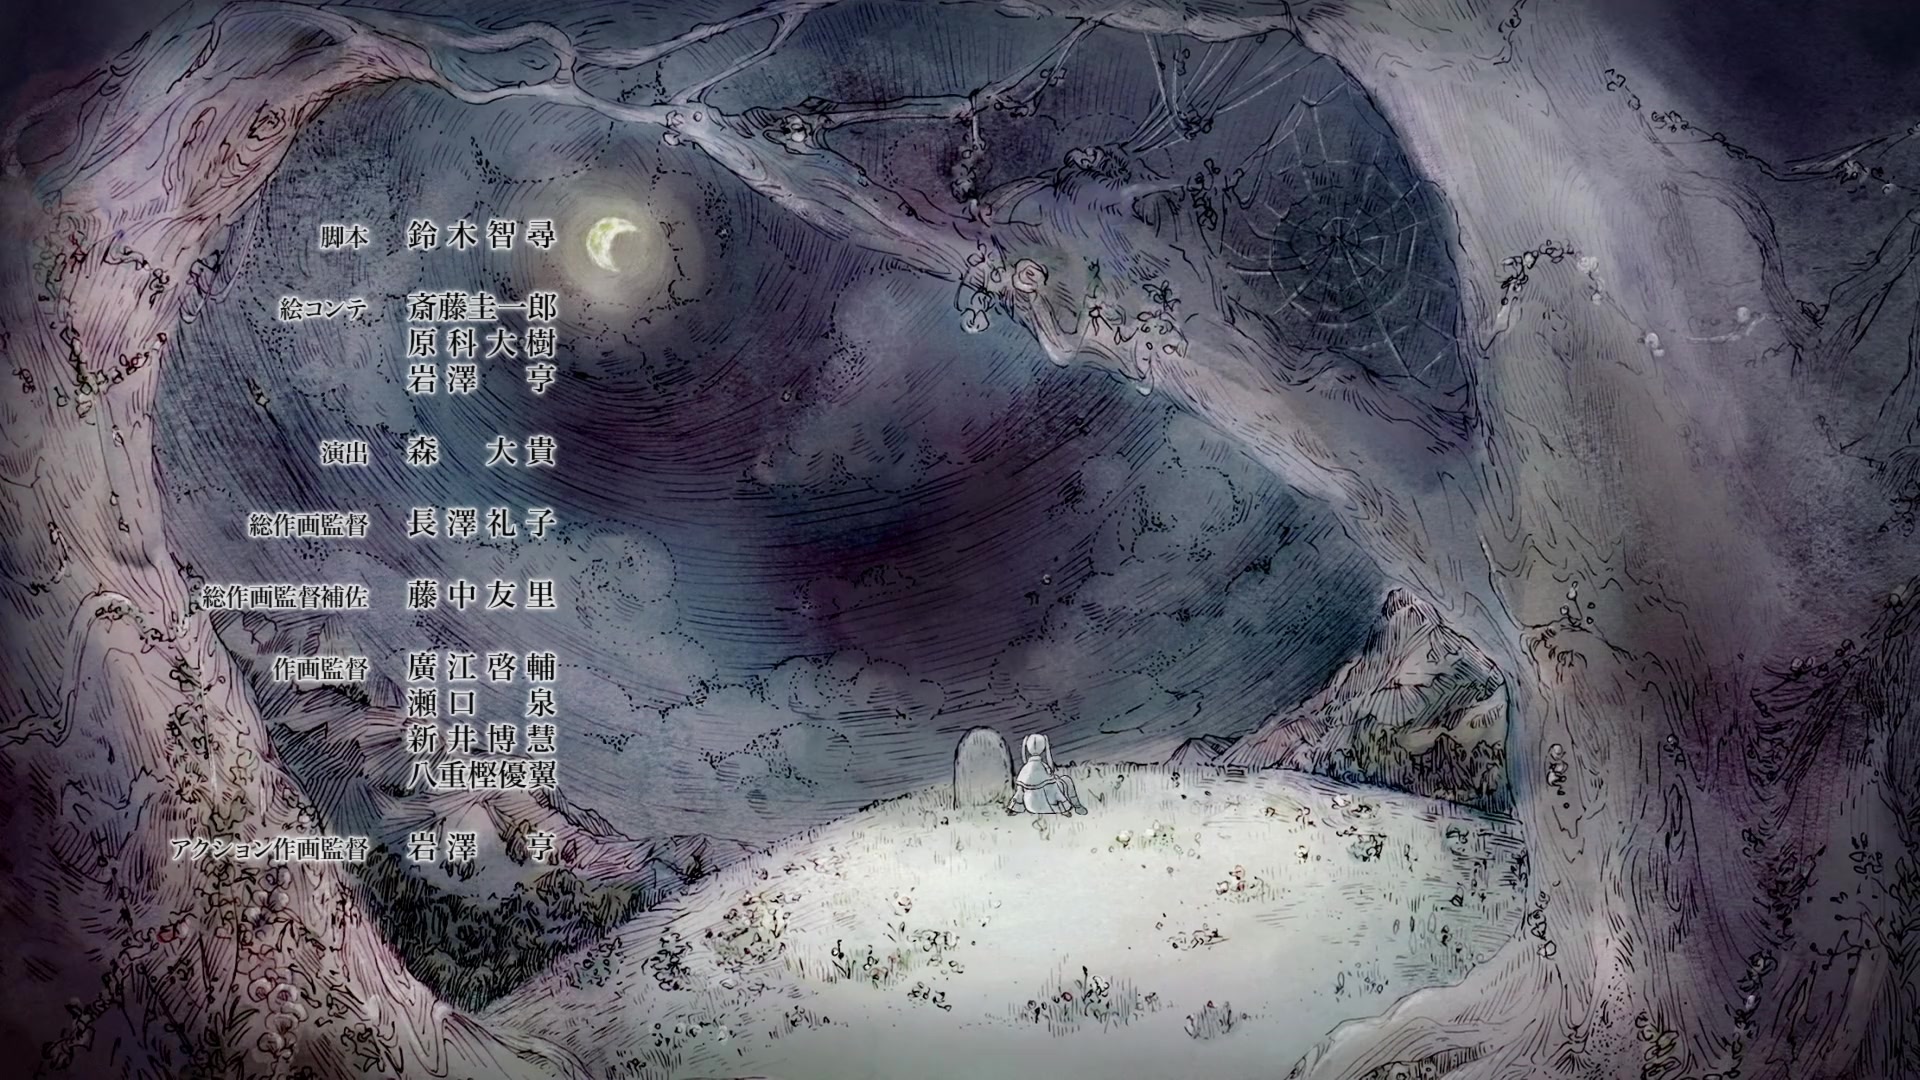 脚本 鈴木智尋
絵コンテ 斎藤圭一郎
原科大樹
岩澤亨
演出 森大貴
総作画監督 長澤礼子
総作画監督補佐 藤中友里
作画監督 廣江啓輔
瀬口泉
新井博慧
八重樫優翼
アクション作画監督 岩澤亨